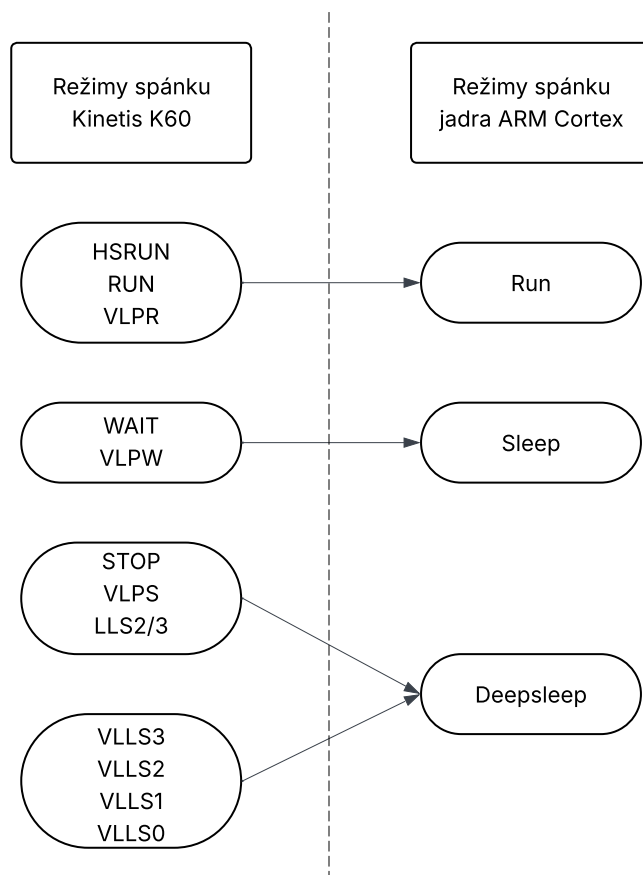 Režimy spánku
Kinetis K60
Režimy spánku
jadra ARM Cortex
HSRUN
RUN
VLPR
Run
WAIT
VLPW
Sleep
STOP
VLPS
LLS2/3
Deepsleep
VLLS3
VLLS2
VLLS1
VLLS0